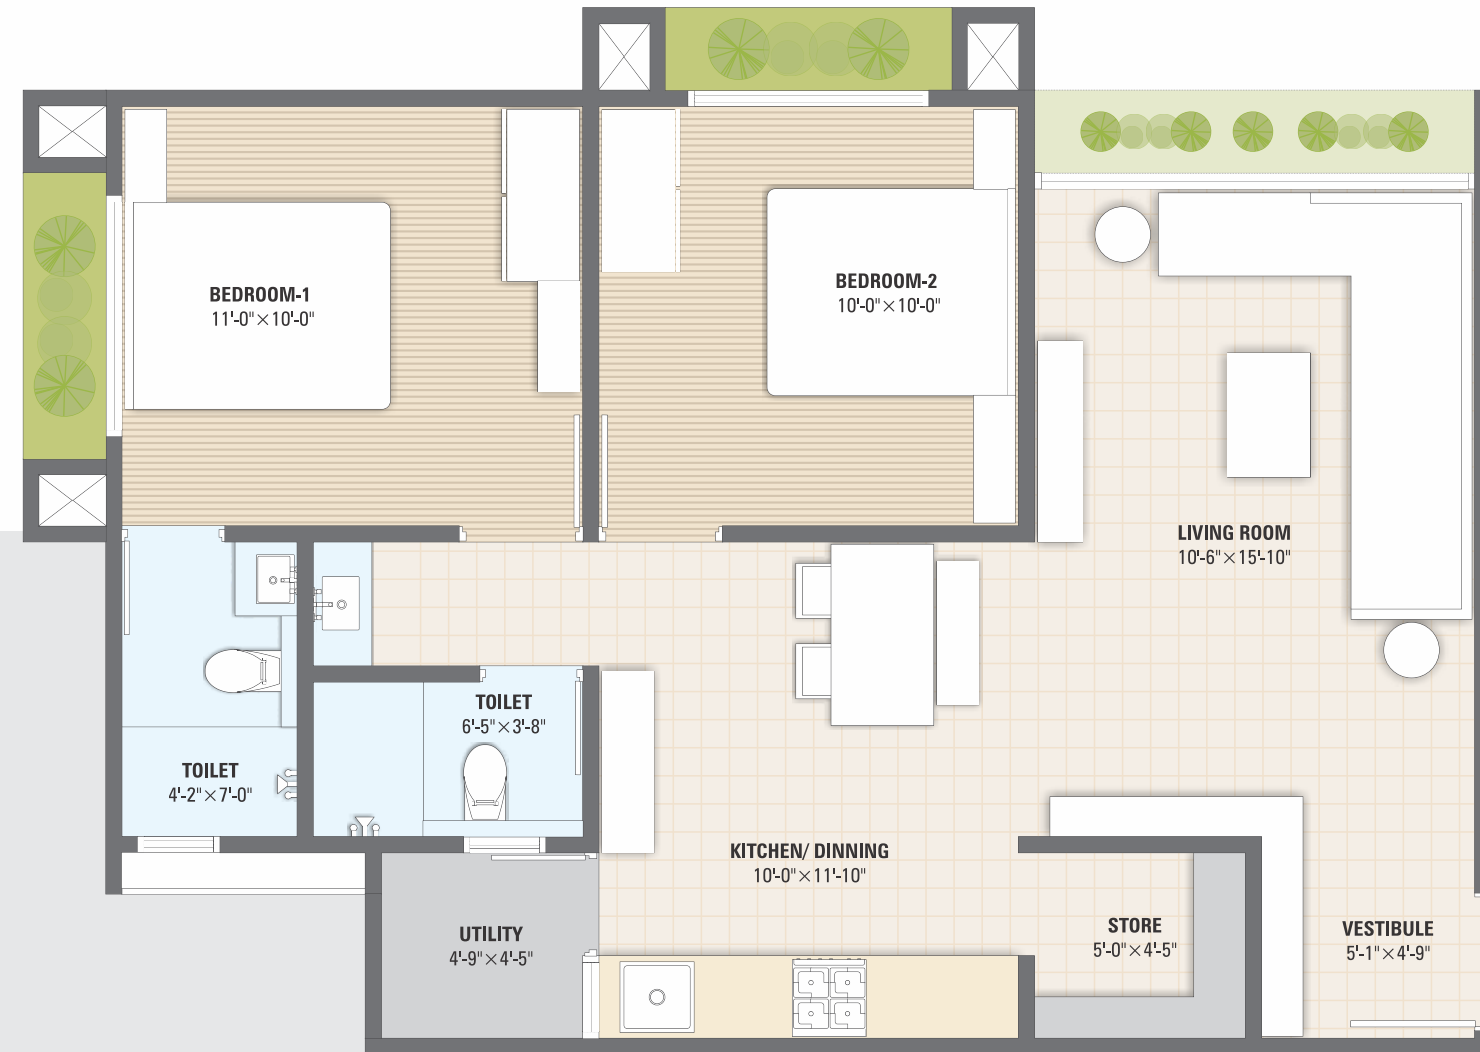 BEDROOM-1
11'-0"×10'-0"
BEDROOM-2
10'-0"×10'-0"
LIVING ROOM
10'-6"×15'-10"
TOILET
6'-5"×3'-8"
TOILET
4'-2"×7'-0"
KITCHEN/ DINNING
10'-0"×11'-10"
UTILITY
4'-9"×4'-5"
STORE
5'-0"×4'-5"
VESTIBULE
5'-1"×4'-9"